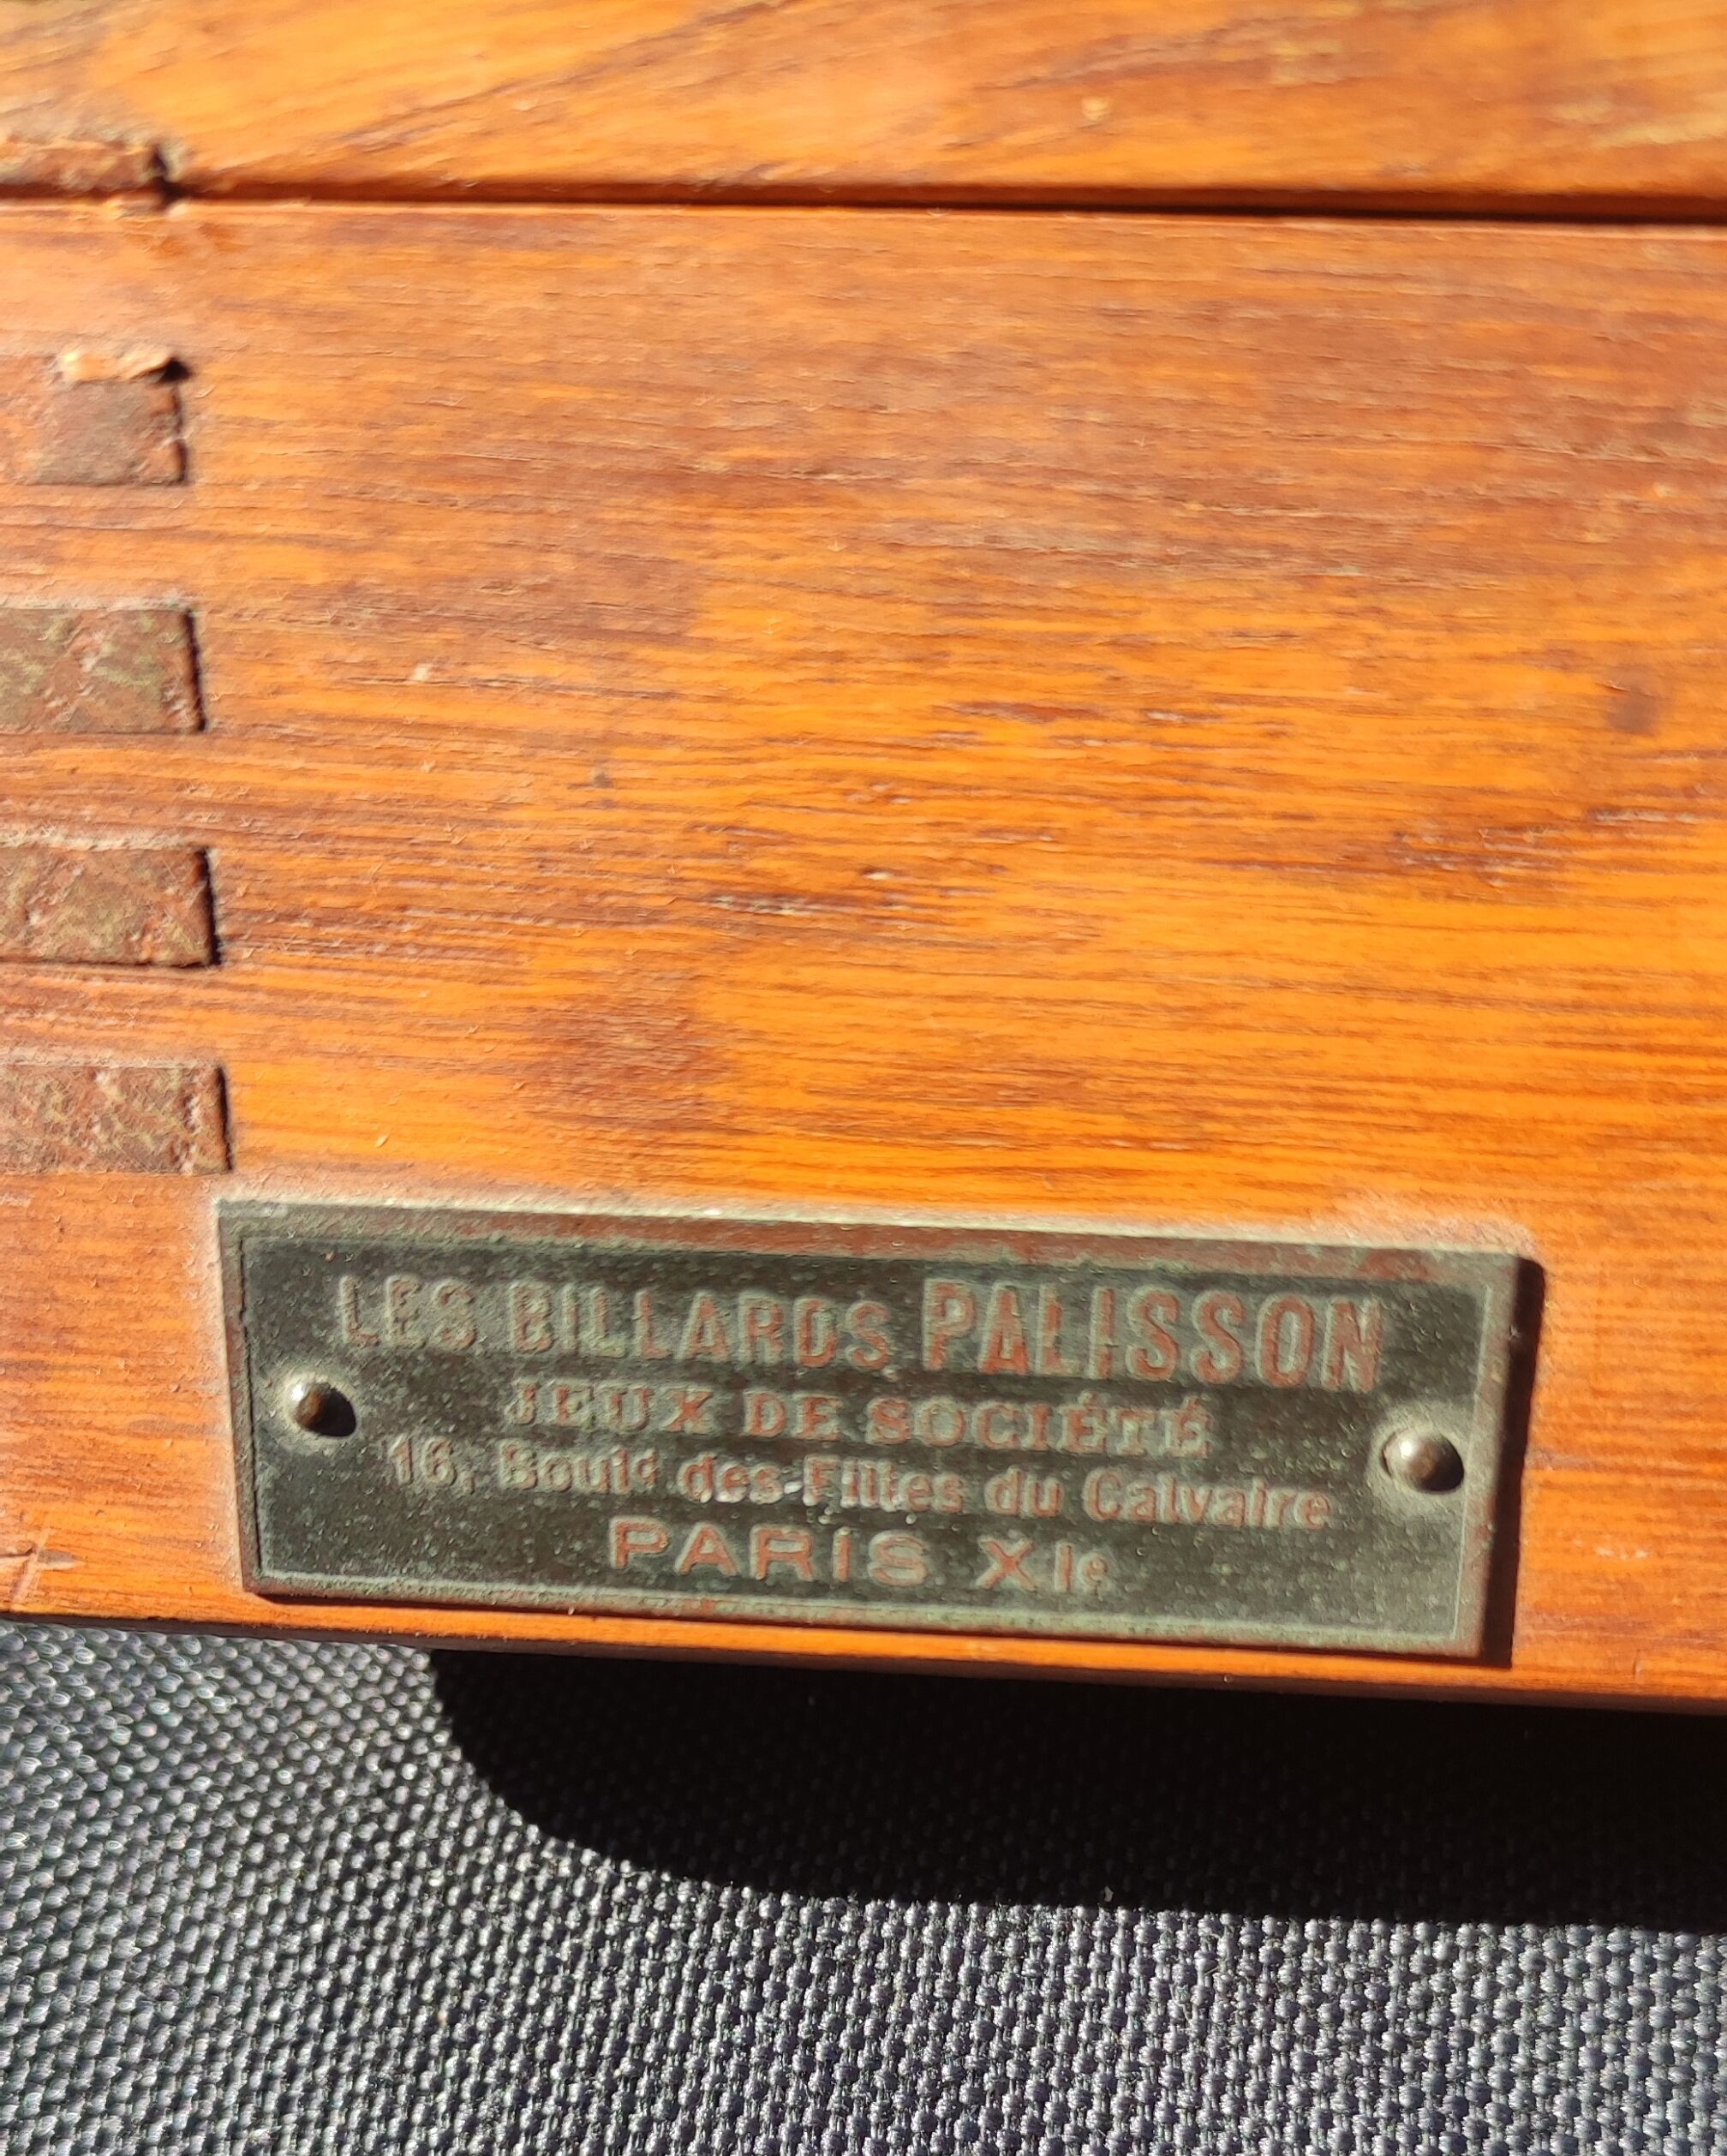 LES BILLARDS PALISSON
JEUX DE SOCIÉTÉ
16, Boulᵈ des Filles du Calvaire
PARIS XIᵉ